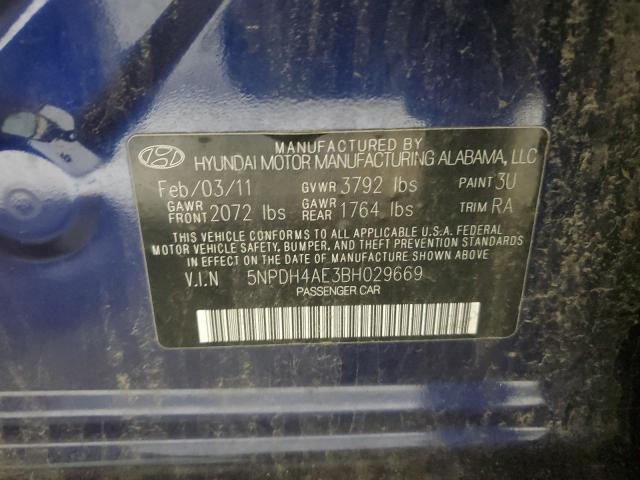 MANUFACTURED BY
HYUNDAI MOTOR MANUFACTURING ALABAMA, LLC
Feb/03/11 GVWR 3792 lbs PAINT 3U
GAWR FRONT 2072 lbs GAWR REAR 1764 lbs TRIM RA
THIS VEHICLE CONFORMS TO ALL APPLICABLE U.S.A. FEDERAL
MOTOR VEHICLE SAFETY, BUMPER, AND THEFT PREVENTION STANDARDS
IN EFFECT ON THE DATE OF MANUFACTURE SHOWN ABOVE.
V.I.N 5NPDH4AE3BH029669
PASSENGER CAR